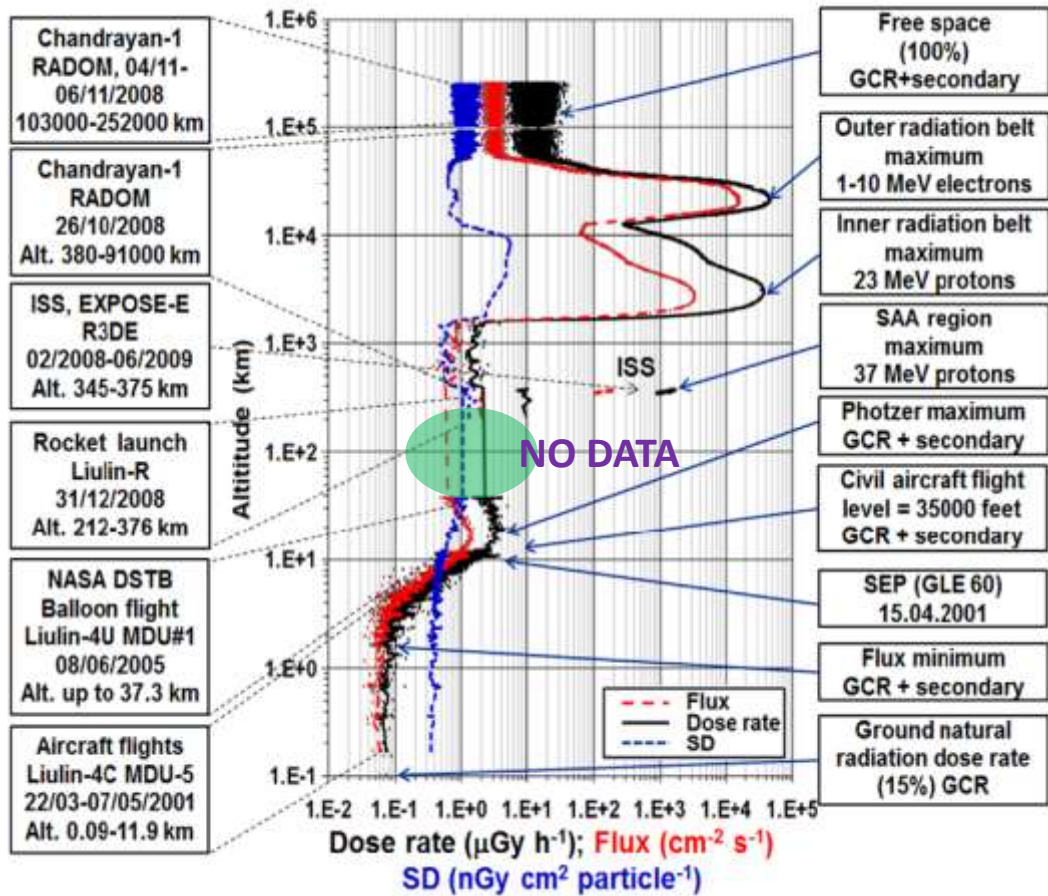 Chandrayan-1
RADOM, 04/11-
06/11/2008
103000-252000 km
Chandrayan-1
RADOM
26/10/2008
Alt. 380-91000 km
ISS, EXPOSE-E
R3DE
02/2008-06/2009
Alt. 345-375 km
Rocket launch
Liulin-R
31/12/2008
Alt. 212-376 km
NASA DSTB
Balloon flight
Liulin-4U MDU#1
08/06/2005
Alt. up to 37.3 km
Aircraft flights
Liulin-4C MDU-5
22/03-07/05/2001
Alt. 0.09-11.9 km
Altititude (km)
1.E+6
1.E+5
1.E+4
1.E+3
1.E+2
1.E+1
1.E+0
1.E-1
ISS
NO DATA
Flux
Dose rate
SD
1.E-2 1.E-1 1.E+0 1.E+1 1.E+2 1.E+3 1.E+4 1.E+5
Dose rate (µGy h⁻¹); Flux (cm⁻² s⁻¹)
SD (nGy cm² particle⁻¹)
Free space
(100%)
GCR+secondary
Outer radiation belt
maximum
1-10 MeV electrons
Inner radiation belt
maximum
23 MeV protons
SAA region
maximum
37 MeV protons
Photzer maximum
GCR + secondary
Civil aircraft flight
level = 35000 feet
GCR + secondary
SEP (GLE 60)
15.04.2001
Flux minimum
GCR + secondary
Ground natural
radiation dose rate
(15%) GCR